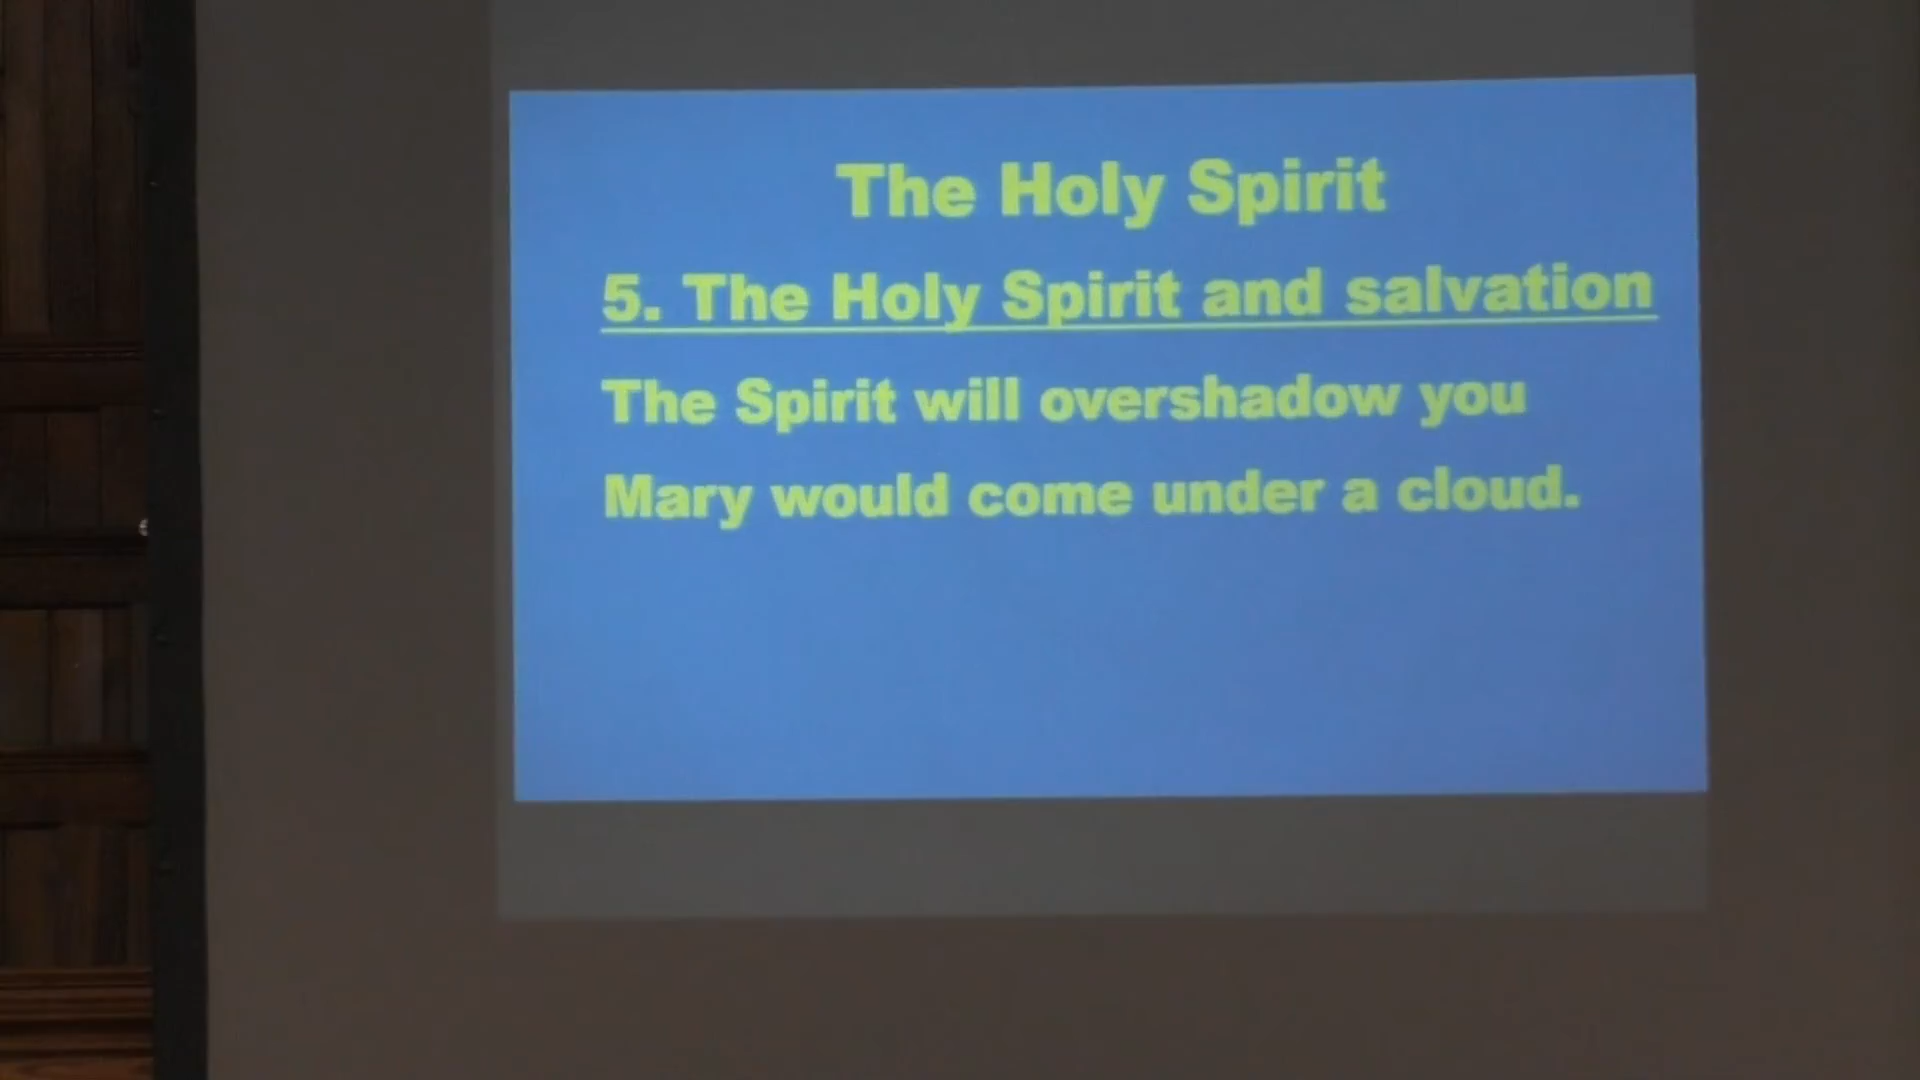 The Holy Spirit
5. The Holy Spirit and salvation
The Spirit will overshadow you
Mary would come under a cloud.